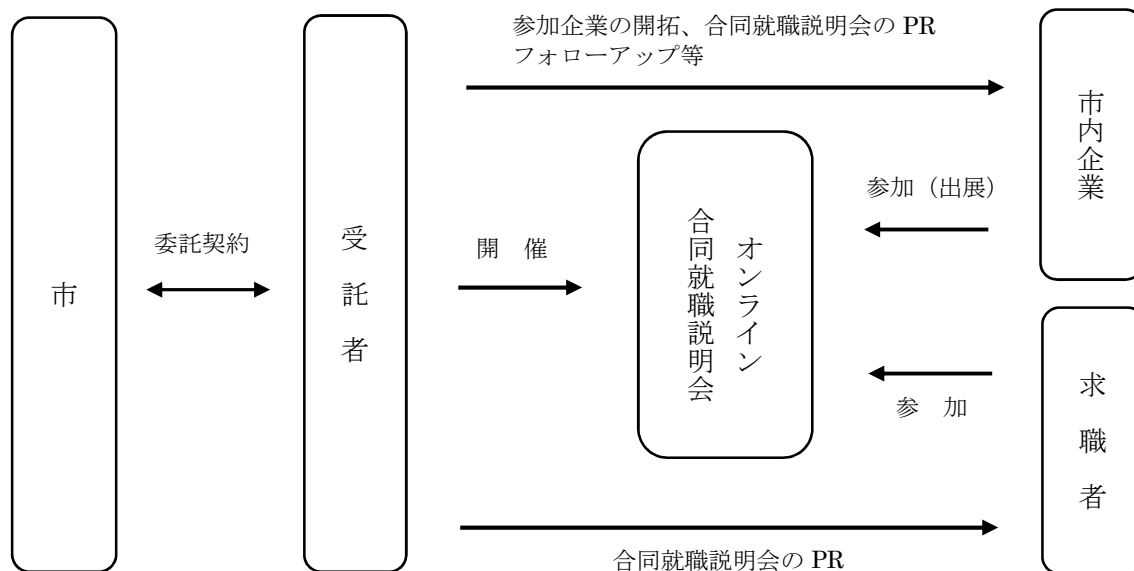 参加企業の開拓、合同就職説明会の PR
フォローアップ等
市内企業
参加（出展）
オンライン
合同就職説明会
受託者
委託契約
開　催
市
参　加
求職者
合同就職説明会の PR